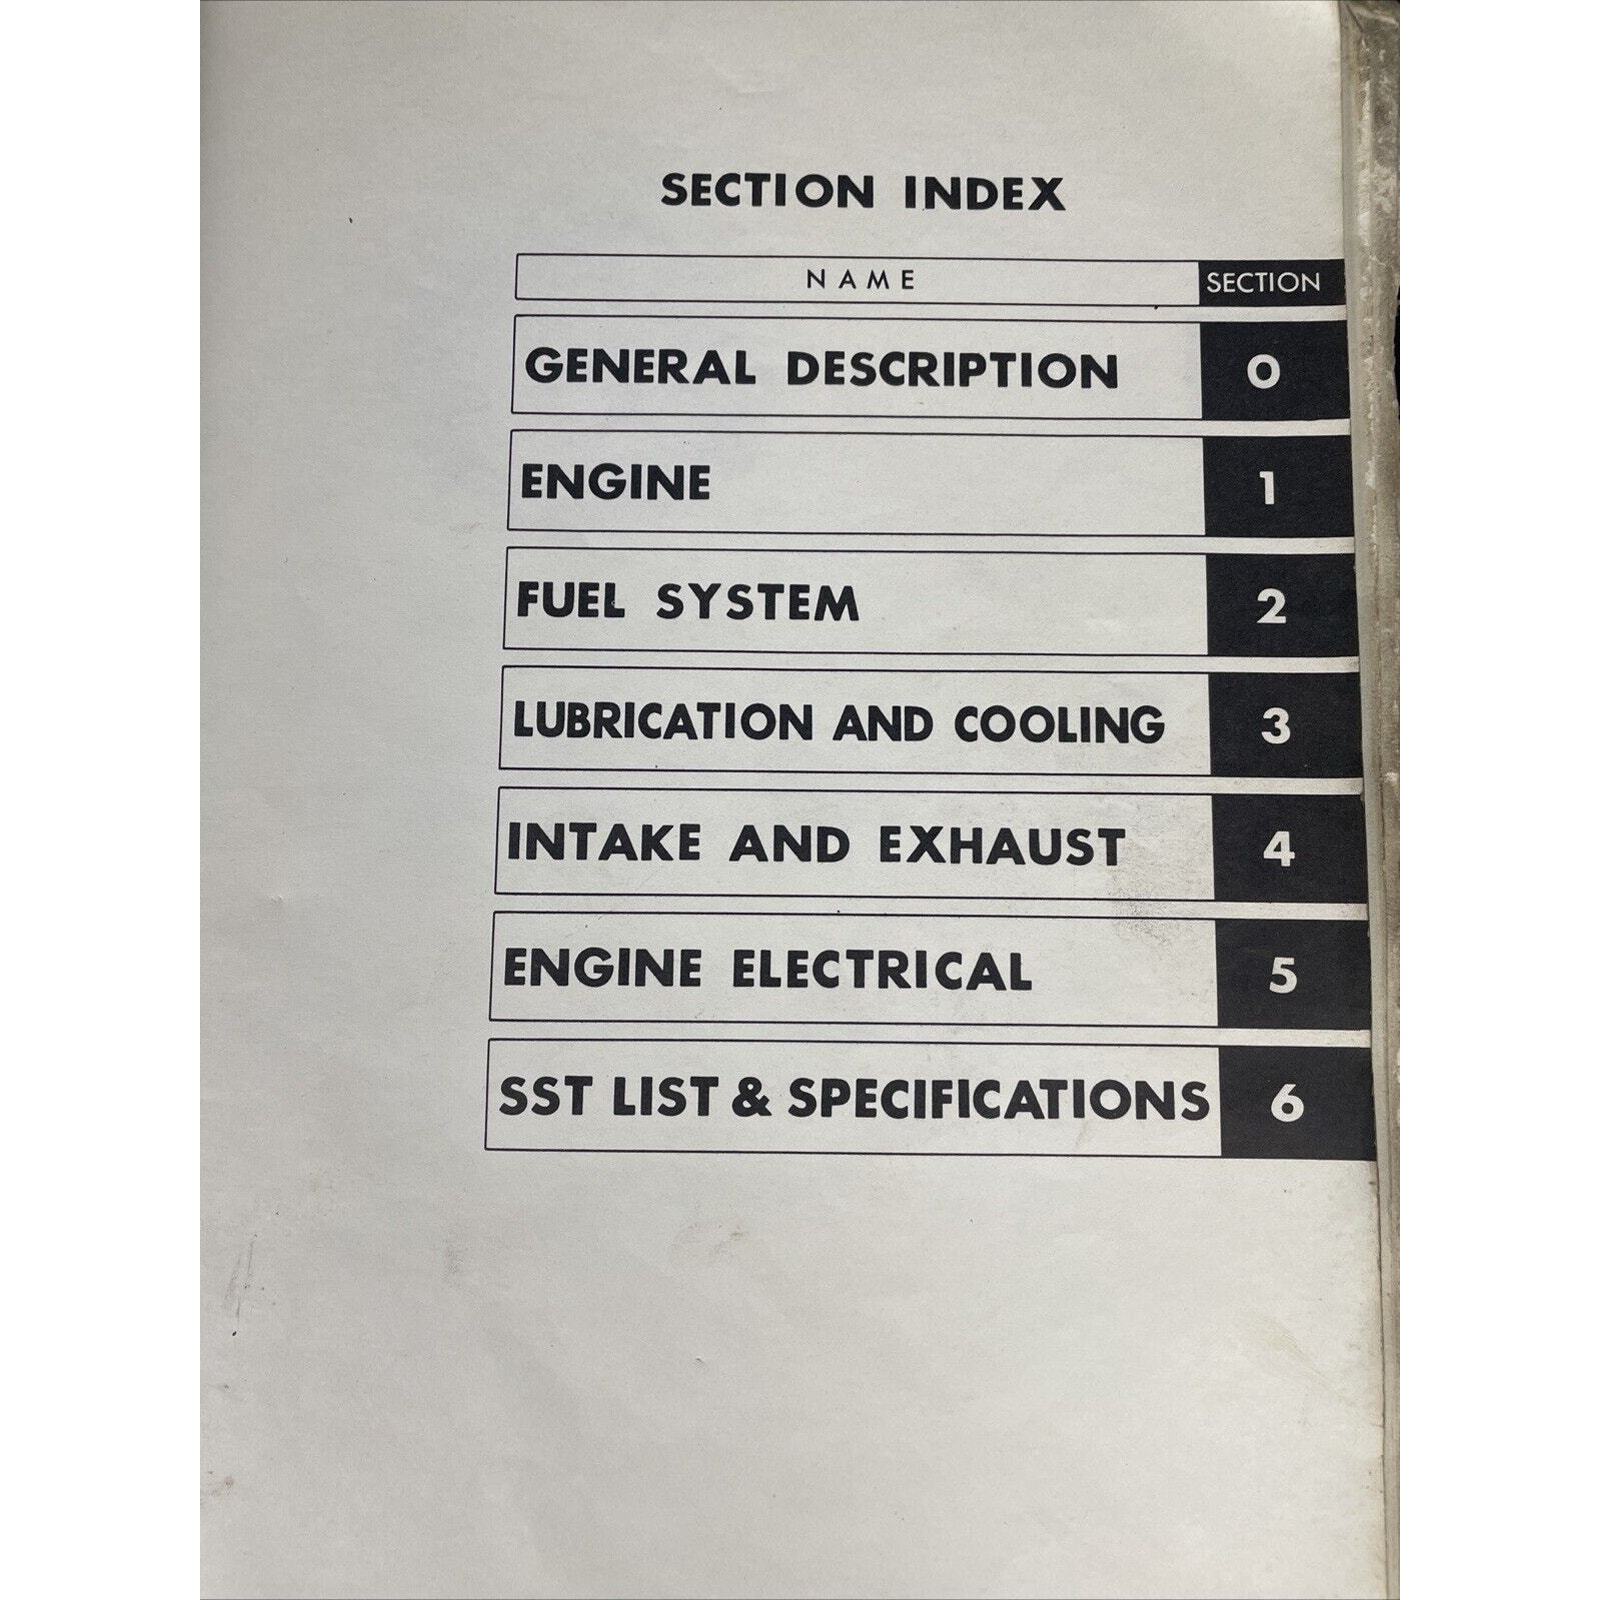 SECTION INDEX
NAME SECTION
GENERAL DESCRIPTION 0
ENGINE 1
FUEL SYSTEM 2
LUBRICATION AND COOLING 3
INTAKE AND EXHAUST 4
ENGINE ELECTRICAL 5
SST LIST & SPECIFICATIONS 6